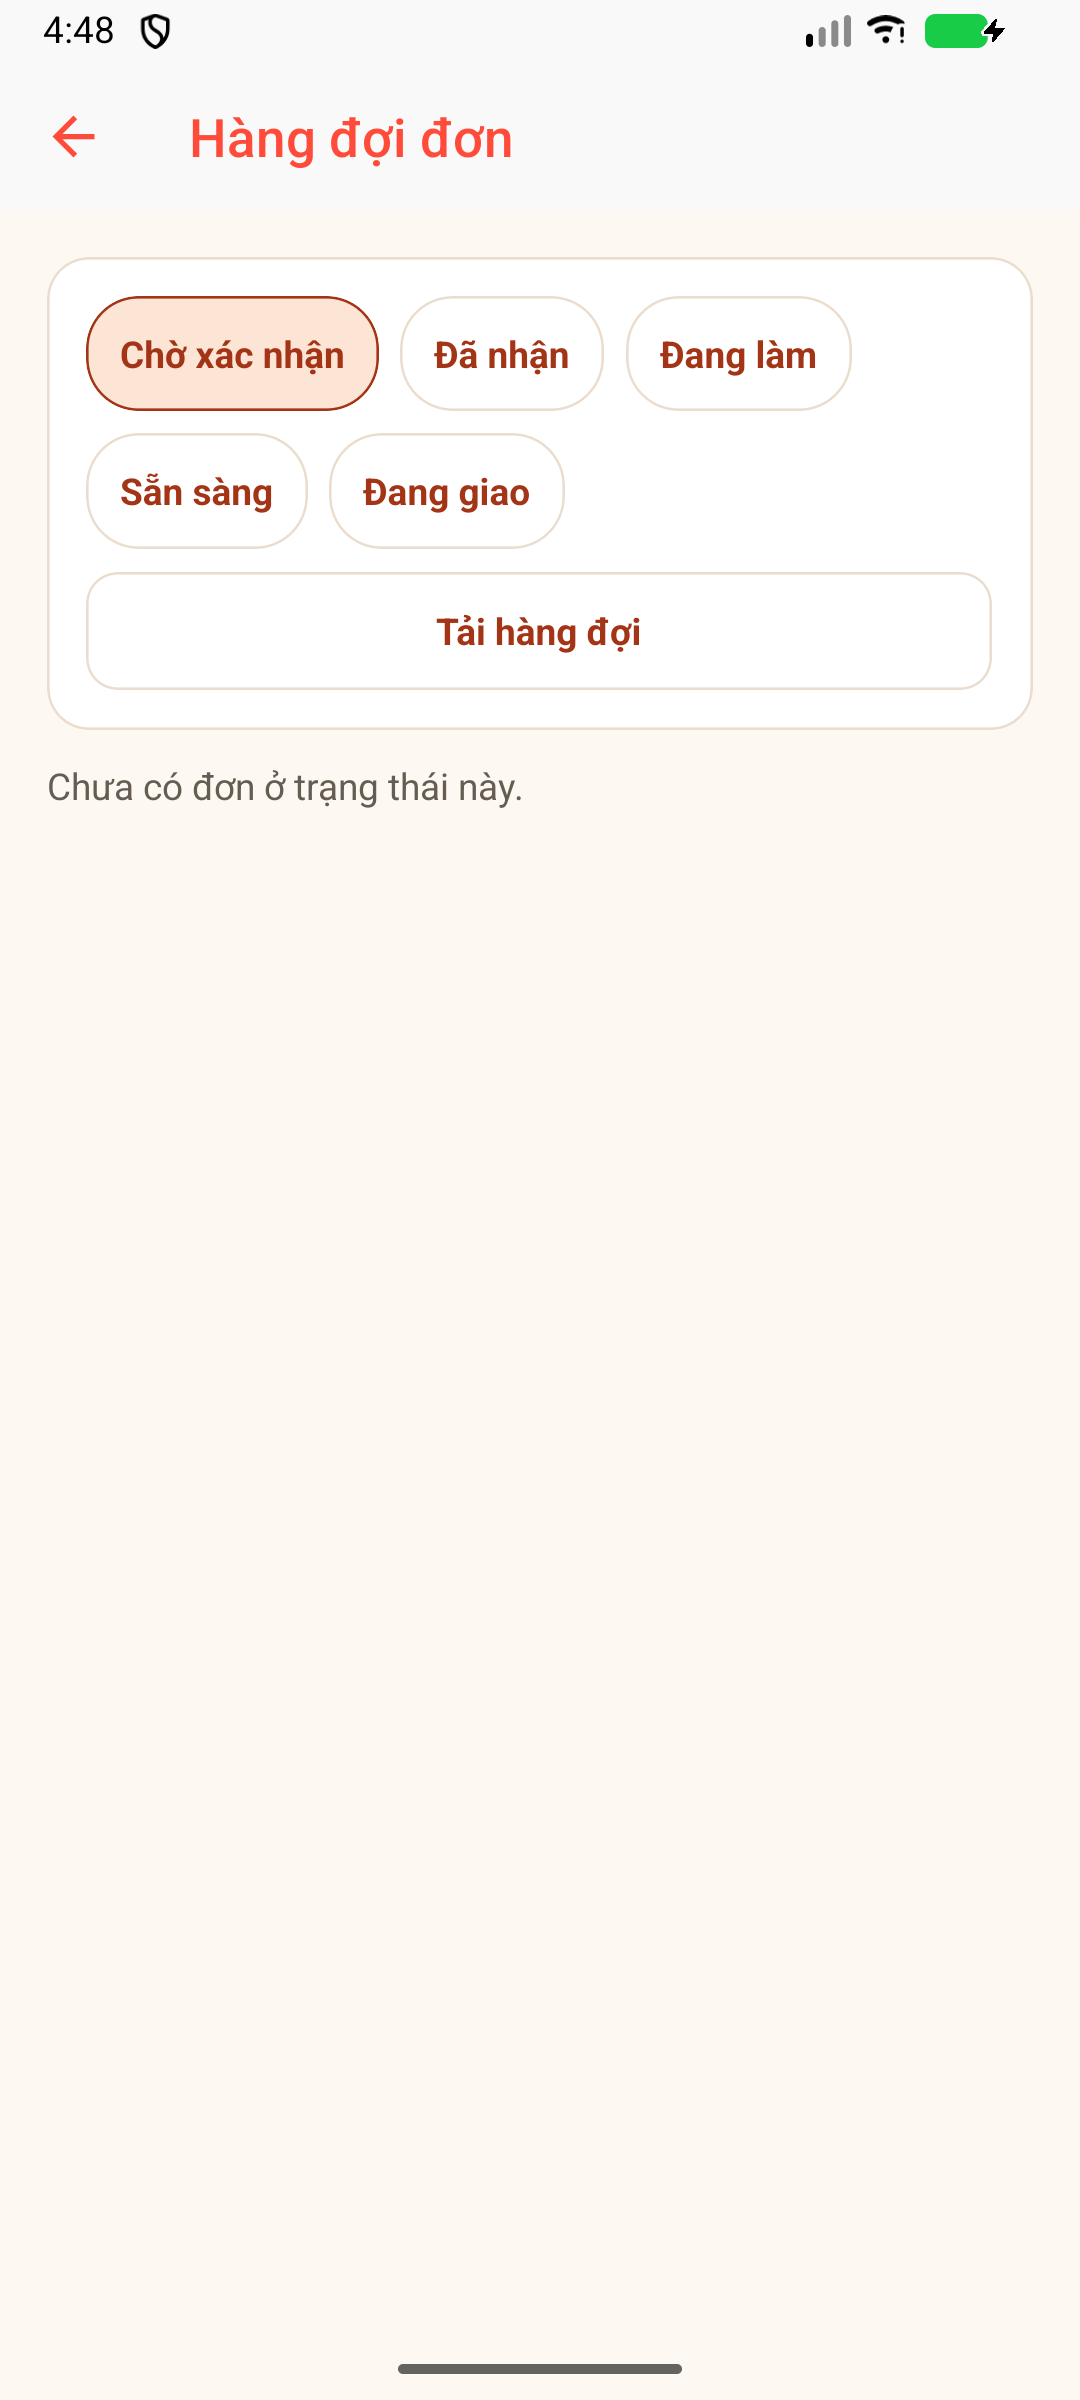 4:48
Hàng đợi đơn
Chờ xác nhận
Đã nhận
Đang làm
Sẵn sàng
Đang giao
Tải hàng đợi
Chưa có đơn ở trạng thái này.